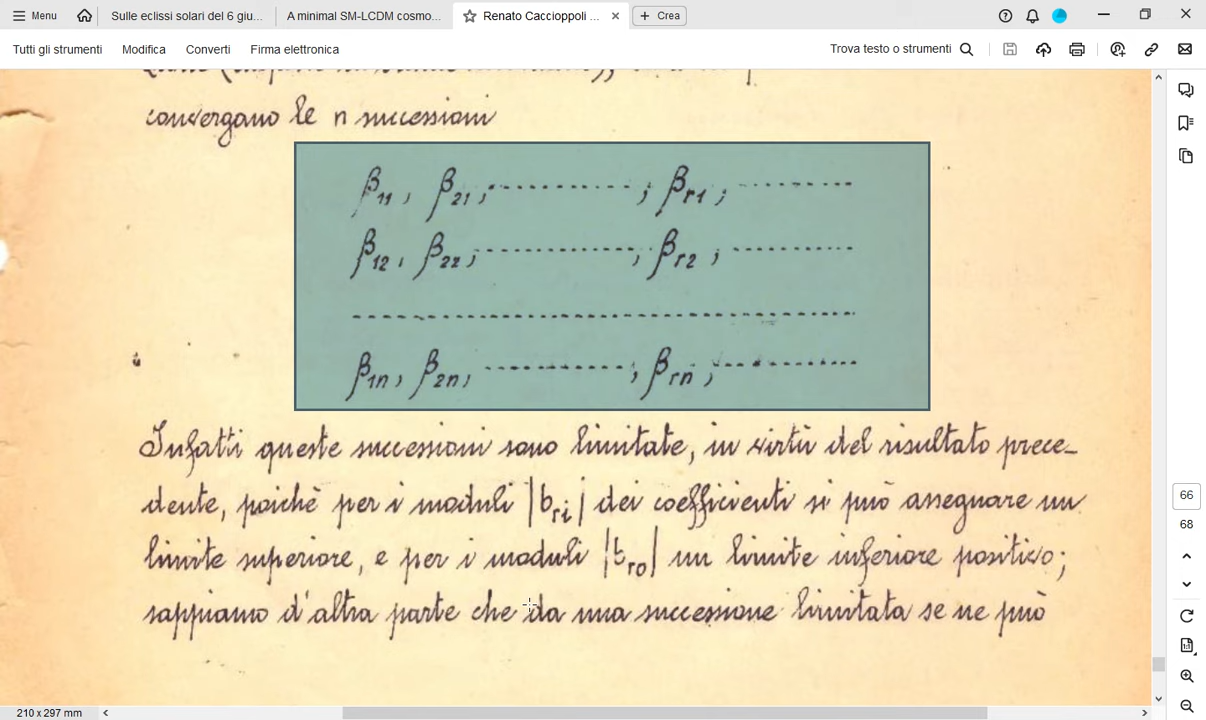 Menu Sulle eclissi solari del 6 giu... A minimal SM-LCDM cosmo... Renato Caccioppoli ... × + Crea
Tutti gli strumenti Modifica Converti Firma elettronica Trova testo o strumenti
convergano le n successioni
β11, β21, ..............; βr1, ..........
β12, β22, ..............; βr2, ..........
..................................................
β1n, β2n, ..............; βrn, ..........
Infatti queste successioni sono limitate, in virtù del risultato prece-
dente, poichè per i moduli |bri| dei coefficienti si può assegnare un
limite superiore, e per i moduli |bro| un limite inferiore positivo;
sappiamo d'altra parte che da una successione limitata se ne può
66
68
210 x 297 mm